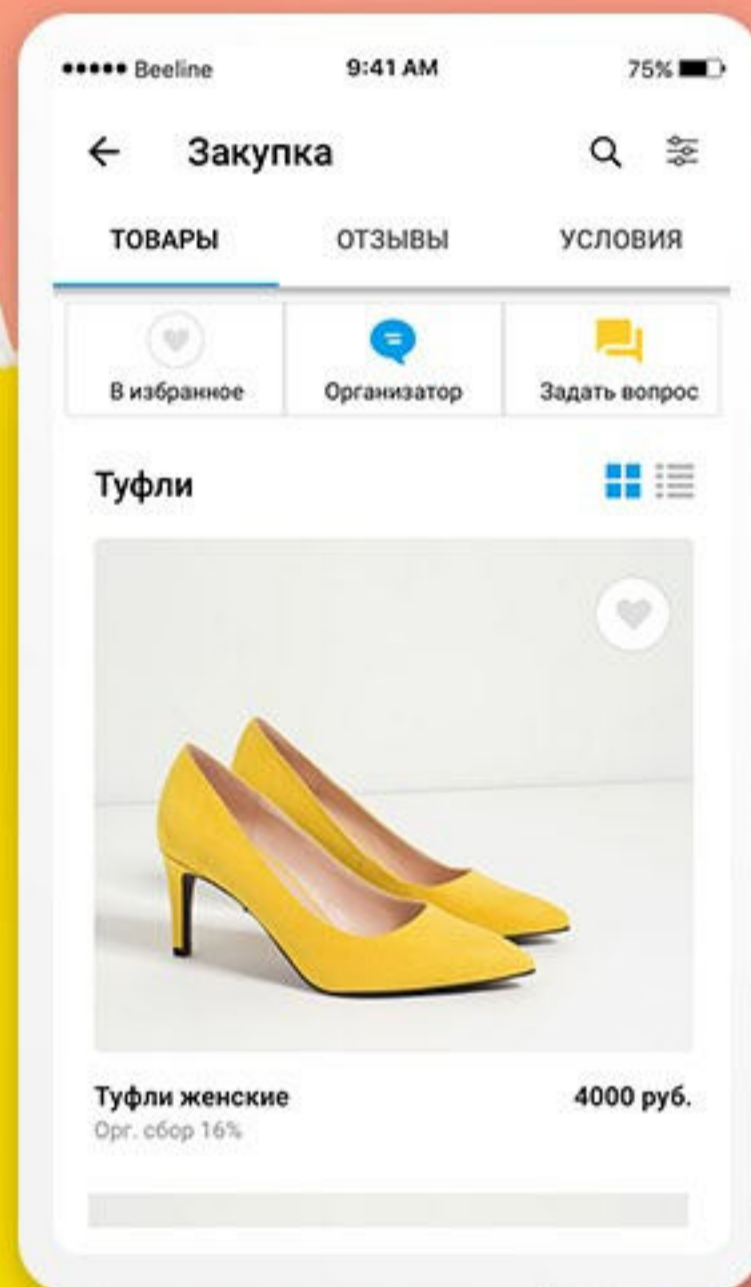 Beeline 9:41 AM 75%
Закупка
ТОВАРЫ ОТЗЫВЫ УСЛОВИЯ
В избранное Организатор Задать вопрос
Туфли
Туфли женские 4000 руб.
Орг. сбор 16%